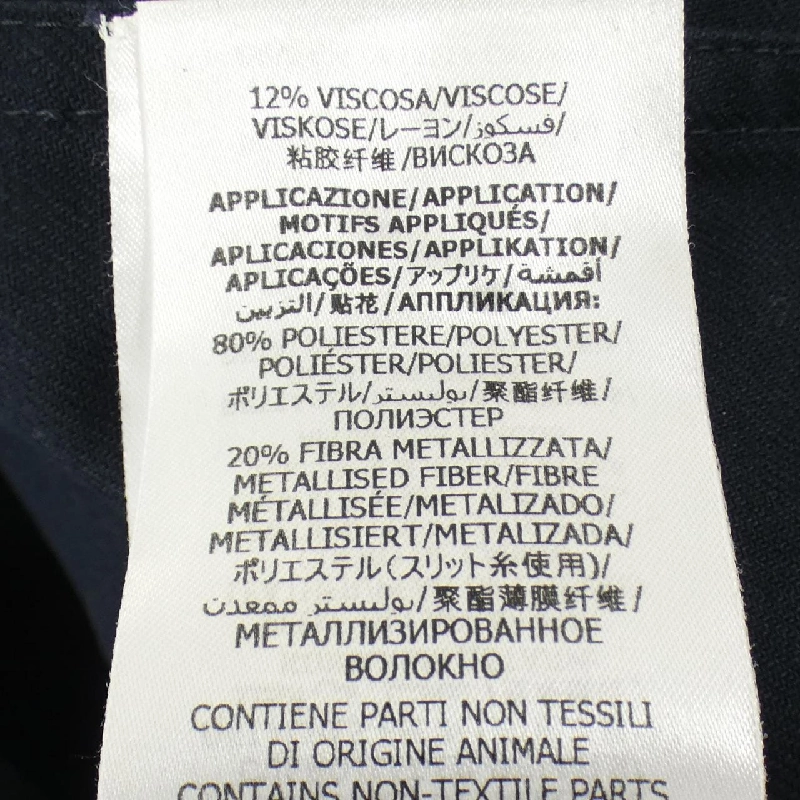 12% VISCOSA/VISCOSE/
VISKOSE/レーヨン/فسكوز/
粘胶纤维/ВИСКОЗА
APPLICAZIONE/APPLICATION/
MOTIFS APPLIQUÉS/
APLICACIONES/APPLIKATION/
APLICAÇÕES/アップリケ/أقمشة
التزيين/贴花/АППЛИКАЦИЯ:
80% POLIESTERE/POLYESTER/
POLIÉSTER/POLIESTER/
ポリエステル/بوليستر/聚酯纤维/
ПОЛИЭСТЕР
20% FIBRA METALLIZZATA/
METALLISED FIBER/FIBRE
MÉTALLISÉE/METALIZADO/
METALLISIERT/METALIZADA/
ポリエステル(スリット糸使用)/
بوليستر ممعدن/聚酯薄膜纤维/
МЕТАЛЛИЗИРОВАННОЕ
ВОЛОКНО
CONTIENE PARTI NON TESSILI
DI ORIGINE ANIMALE
CONTAINS NON-TEXTILE PARTS